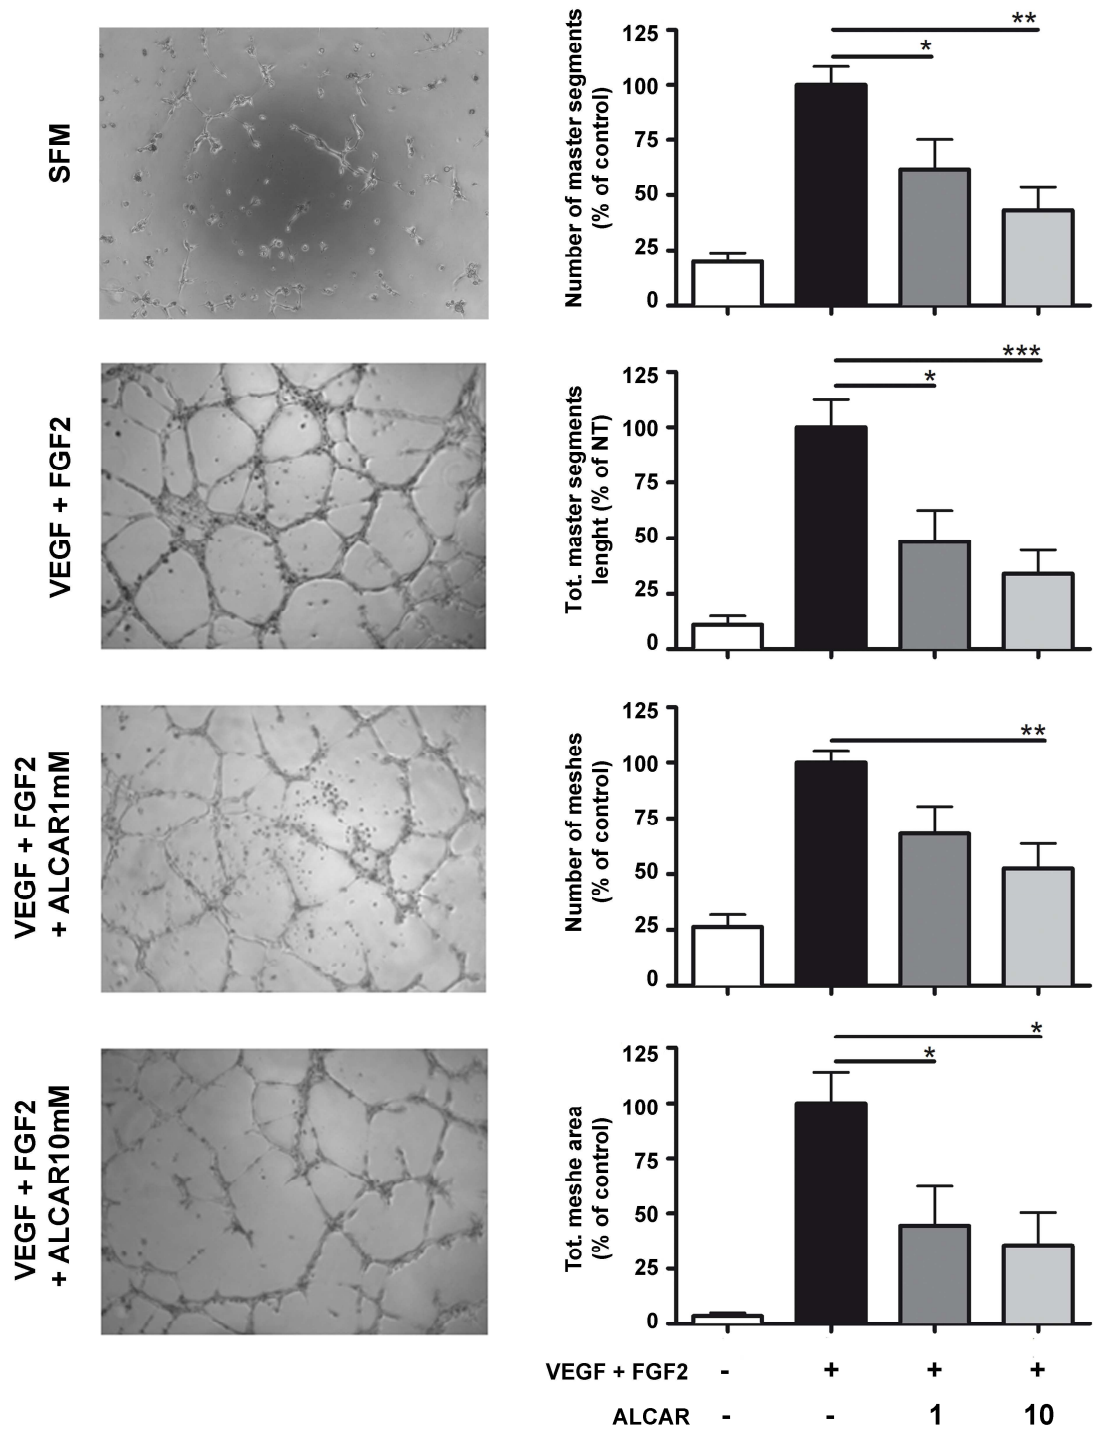 SFM
VEGF + FGF2
VEGF + FGF2
+ ALCAR1mM
VEGF + FGF2
+ ALCAR10mM
Number of master segments
(% of control)
125
100
75
50
25
0
*
**
Tot. master segments
lenght (% of NT)
125
100
75
50
25
0
*
***
Number of meshes
(% of control)
125
100
75
50
25
0
**
Tot. meshe area
(% of control)
125
100
75
50
25
0
*
*
VEGF + FGF2 - + + +
ALCAR - - 1 10